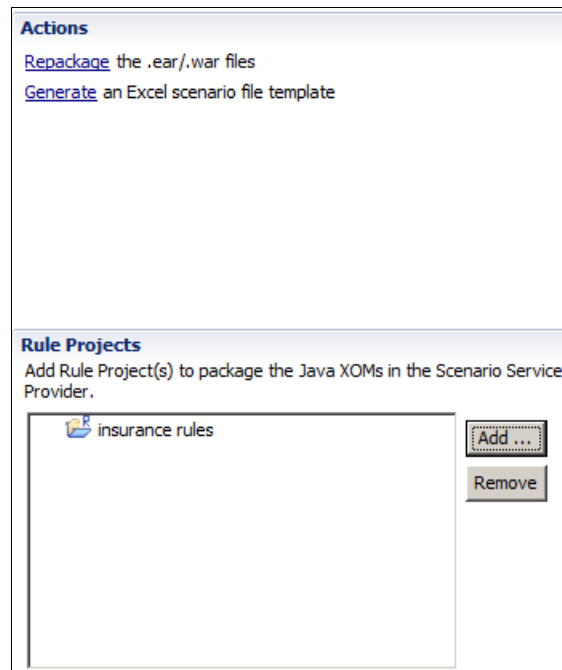 Actions
Repackage the .ear/.war files
Generate an Excel scenario file template
Rule Projects
Add Rule Project(s) to package the Java XOMs in the Scenario Service
Provider.
R
insurance rules
Add ...
Remove